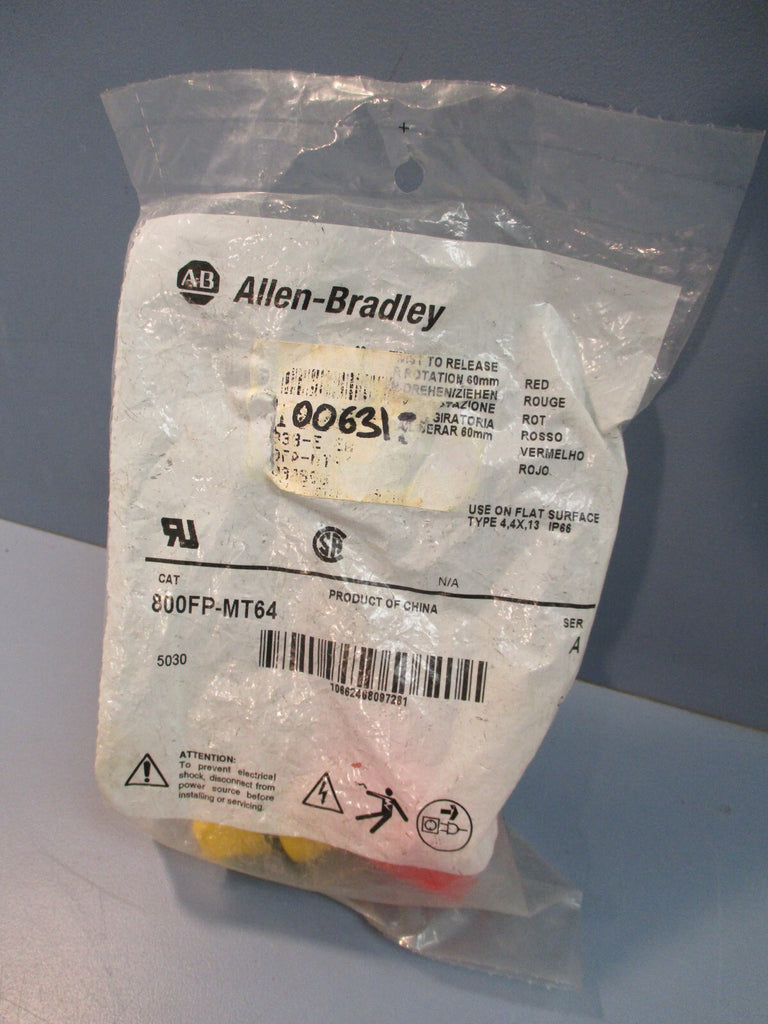 AB Allen-Bradley
TO RELEASE
ROTATION 60mm
DREHEN/ZIEHEN
GIRATORIA
60mm
RED
ROUGE
ROT
ROSSO
VERMELHO
ROJO
00631
USE ON FLAT SURFACE
TYPE 4,4X,13 IP66
CAT
N/A
800FP-MT64
PRODUCT OF CHINA
SER
A
5030
10662468097281
ATTENTION:
To prevent electrical
shock, disconnect from
power source before
installing or servicing.